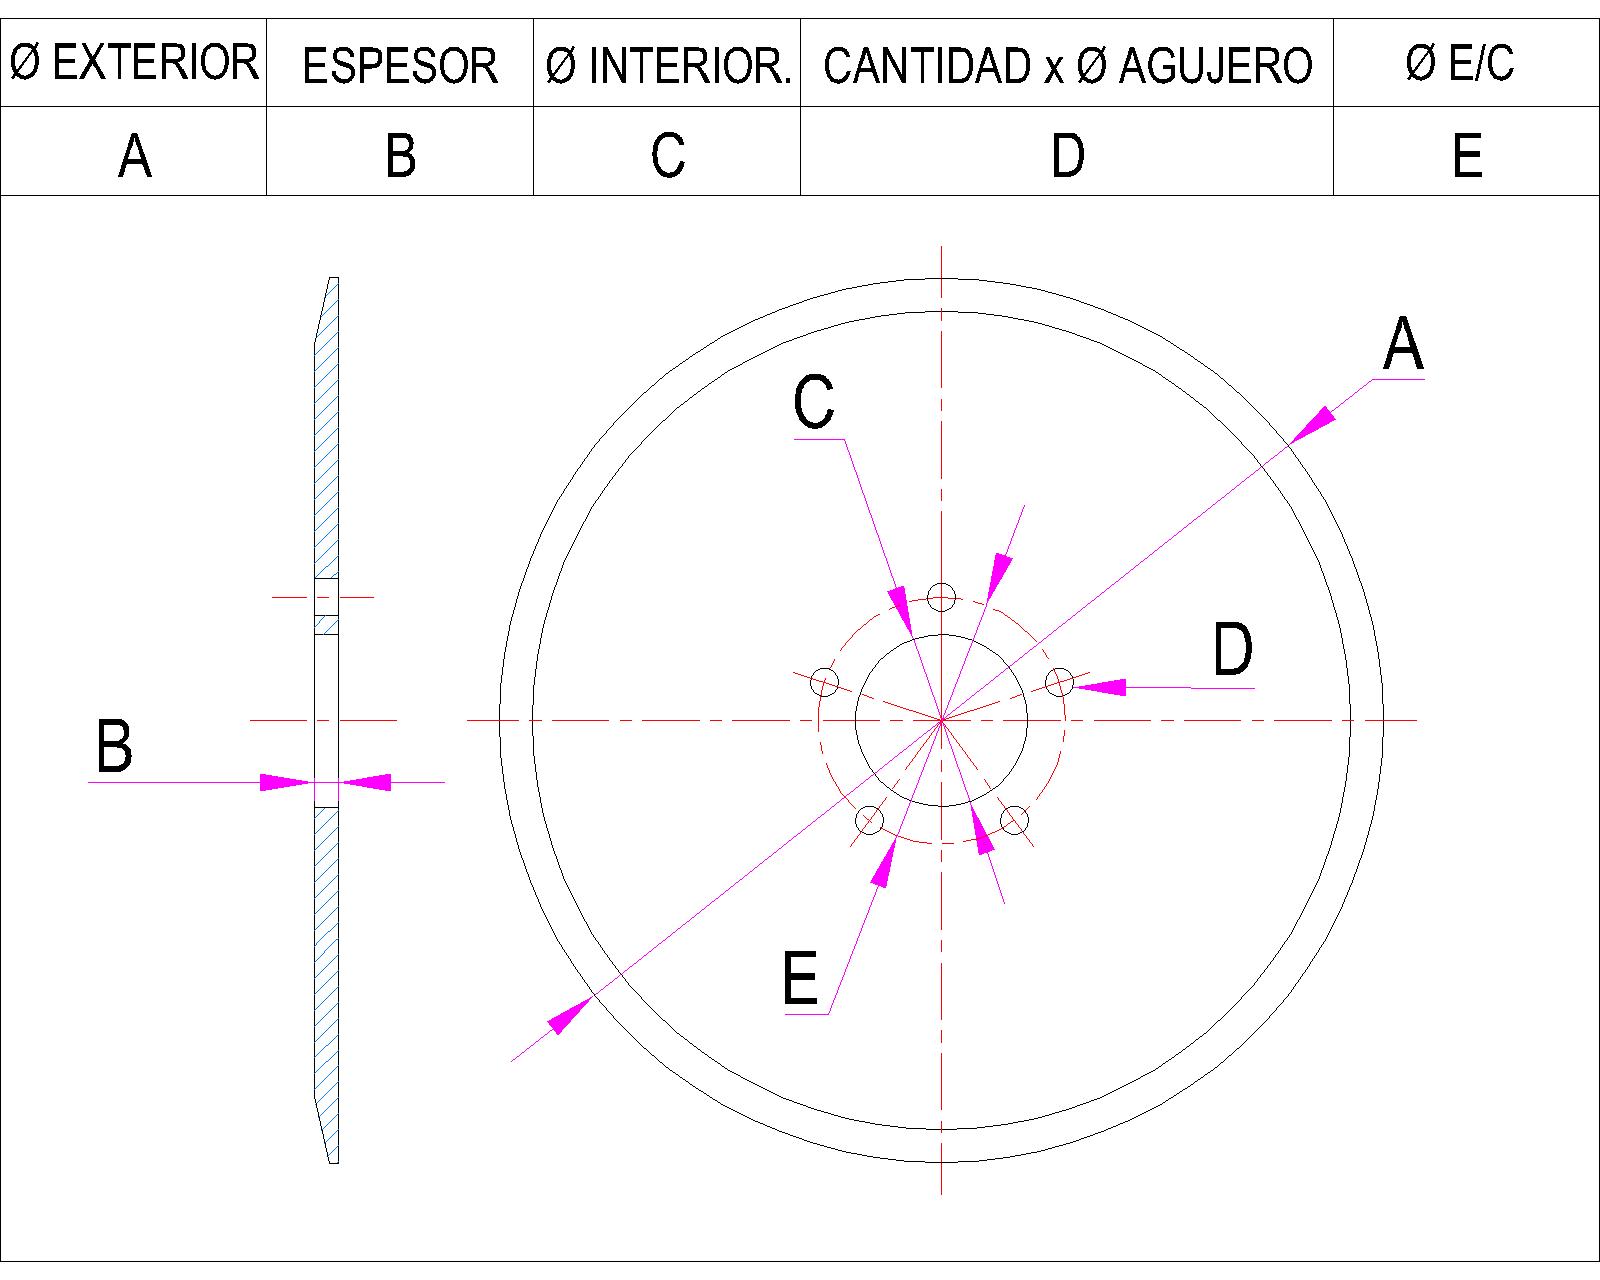 Ø EXTERIOR ESPESOR Ø INTERIOR. CANTIDAD x Ø AGUJERO Ø E/C
A B C D E
A
C
D
B
E